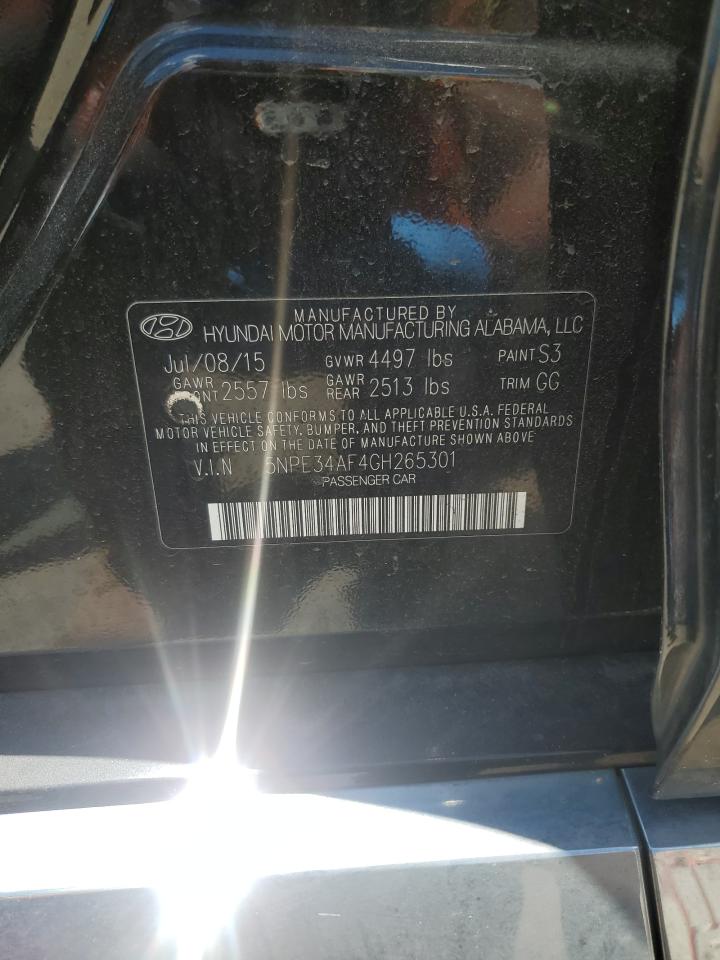 MANUFACTURED BY
HYUNDAI MOTOR MANUFACTURING ALABAMA, LLC
Jul/08/15 GVWR 4497 lbs PAINT S3
GAWR FRONT 2557 lbs GAWR REAR 2513 lbs TRIM GG
THIS VEHICLE CONFORMS TO ALL APPLICABLE U.S.A. FEDERAL
MOTOR VEHICLE SAFETY, BUMPER, AND THEFT PREVENTION STANDARDS
IN EFFECT ON THE DATE OF MANUFACTURE SHOWN ABOVE
V.I.N 5NPE34AF4GH265301
PASSENGER CAR